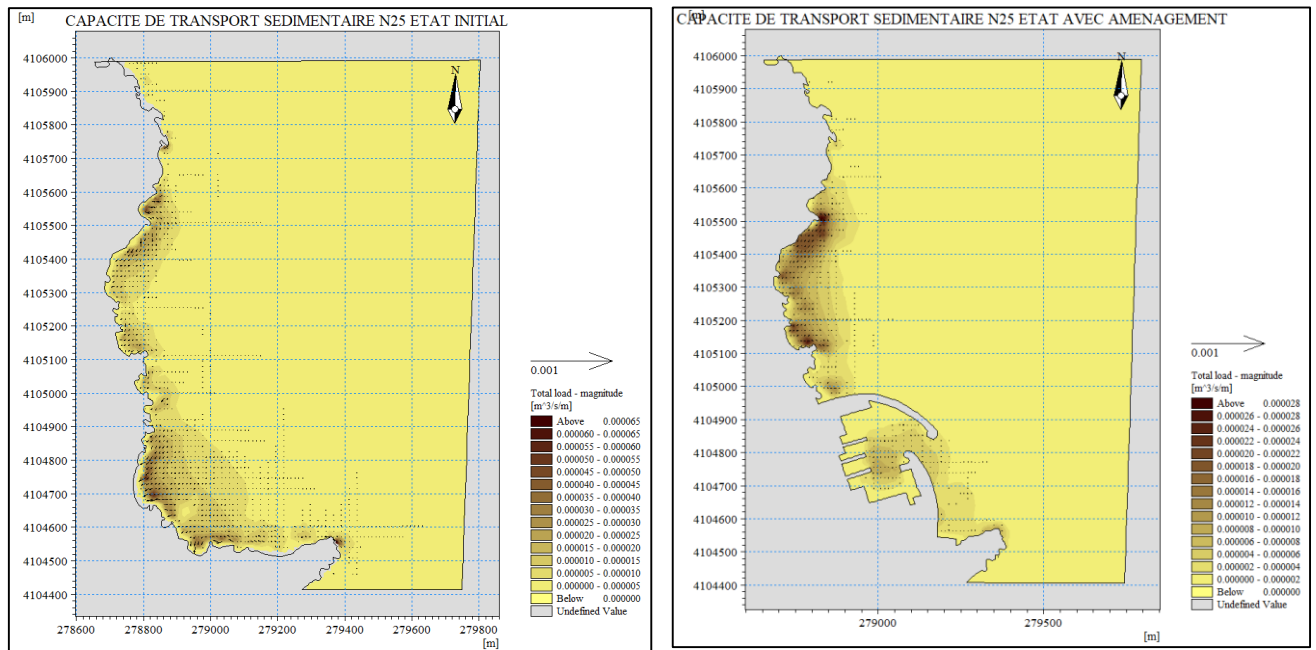 [m]
CAPACITE DE TRANSPORT SEDIMENTAIRE N25 ETAT INITIAL
N
4106000
4105900
4105800
4105700
4105600
4105500
4105400
4105300
4105200
4105100
4105000
4104900
4104800
4104700
4104600
4104500
4104400
278600
278800
279000
279200
279400
279600
279800
[m]
0.001
Total load - magnitude
[m^3/s/m]
Above 0.000065
0.000060 - 0.000065
0.000055 - 0.000060
0.000050 - 0.000055
0.000045 - 0.000050
0.000040 - 0.000045
0.000035 - 0.000040
0.000030 - 0.000035
0.000025 - 0.000030
0.000020 - 0.000025
0.000015 - 0.000020
0.000010 - 0.000015
0.000005 - 0.000010
0.000000 - 0.000005
Below 0.000000
Undefined Value
[m]
CAPACITE DE TRANSPORT SEDIMENTAIRE N25 ETAT AVEC AMENAGEMENT
N
4106000
4105900
4105800
4105700
4105600
4105500
4105400
4105300
4105200
4105100
4105000
4104900
4104800
4104700
4104600
4104500
4104400
279000
279500
[m]
0.001
Total load - magnitude
[m^3/s/m]
Above 0.000028
0.000026 - 0.000028
0.000024 - 0.000026
0.000022 - 0.000024
0.000020 - 0.000022
0.000018 - 0.000020
0.000016 - 0.000018
0.000014 - 0.000016
0.000012 - 0.000014
0.000010 - 0.000012
0.000008 - 0.000010
0.000006 - 0.000008
0.000004 - 0.000006
0.000002 - 0.000004
0.000000 - 0.000002
Below 0.000000
Undefined Value